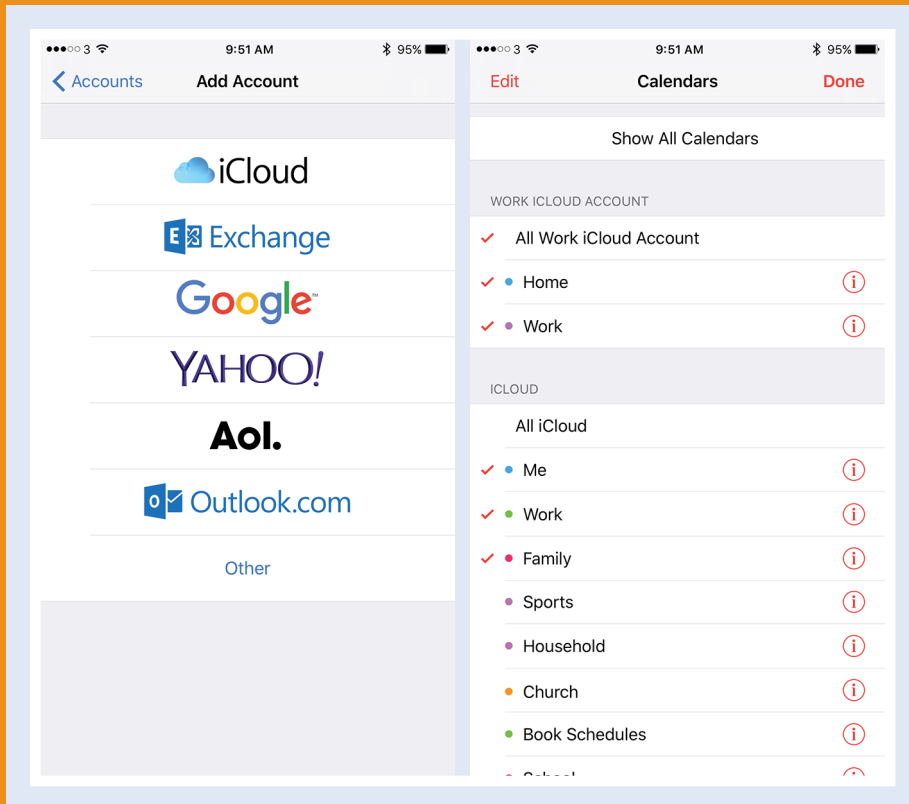 3 9:51 AM 95%
Accounts Add Account
iCloud
E Exchange
Google™
YAHOO!
Aol.
o Outlook.com
Other
3 9:51 AM 95%
Edit Calendars Done
Show All Calendars
WORK ICLOUD ACCOUNT
All Work iCloud Account
Home i
Work i
ICLOUD
All iCloud
Me i
Work i
Family i
Sports i
Household i
Church i
Book Schedules i